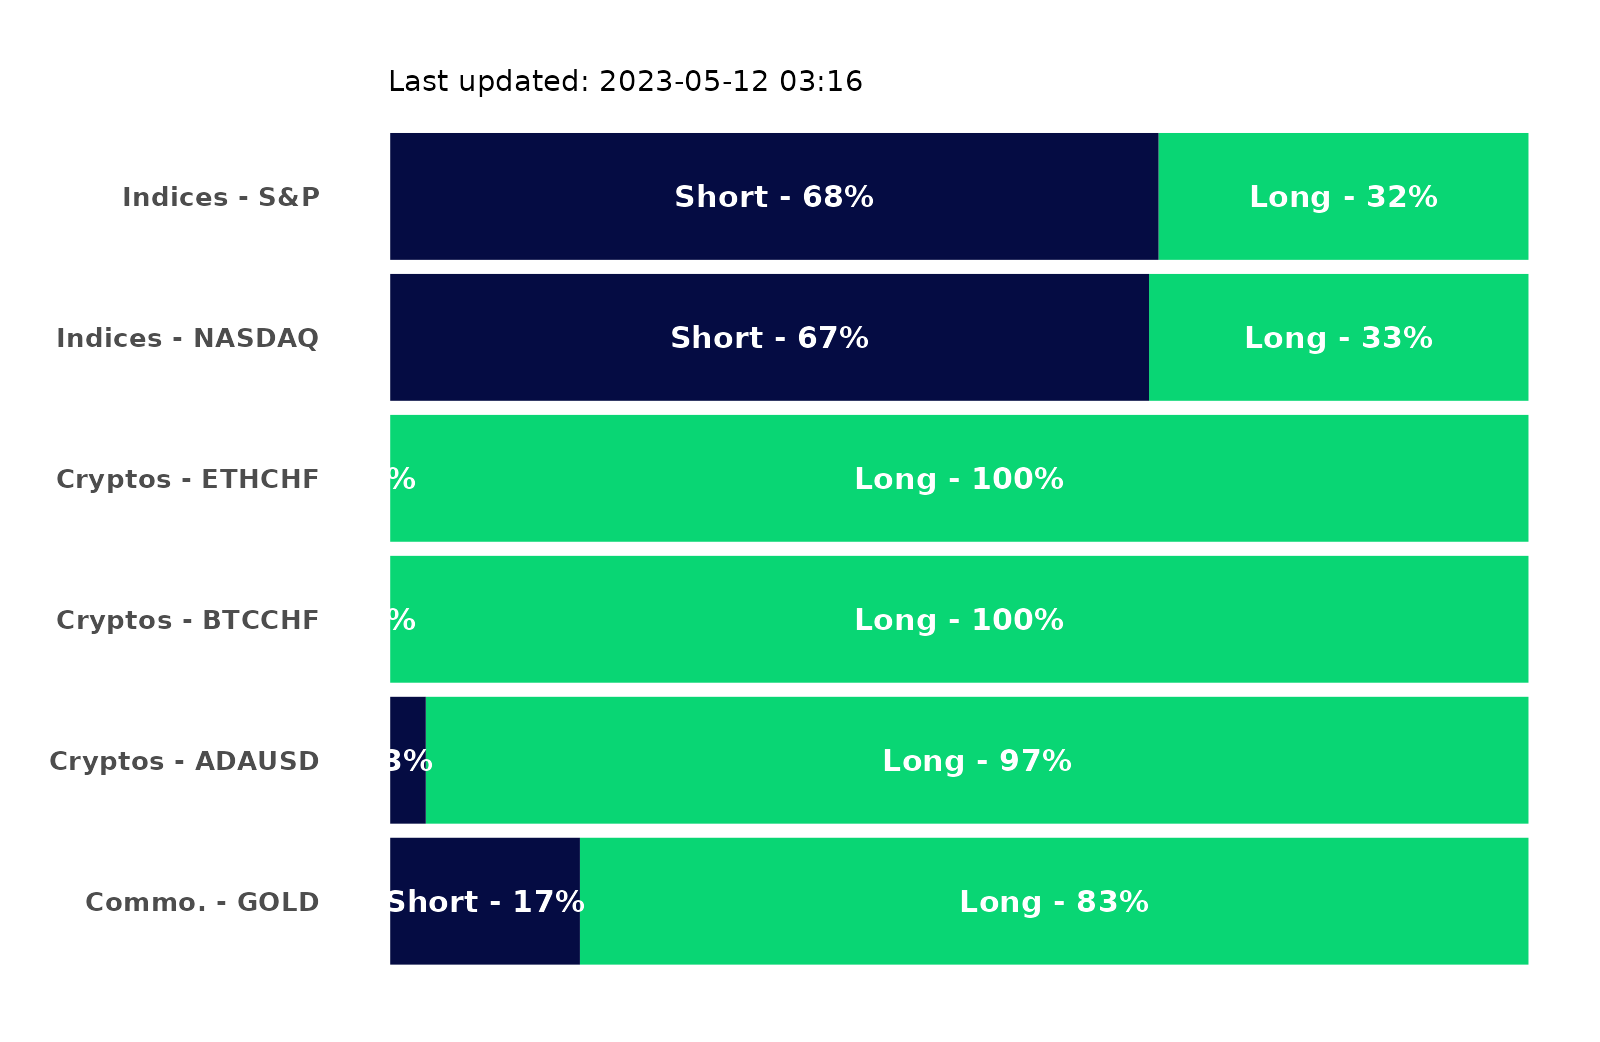 Last updated: 2023-05-12 03:16
Indices - S&P Short - 68% Long - 32%
Indices - NASDAQ Short - 67% Long - 33%
Cryptos - ETHCHF % Long - 100%
Cryptos - BTCCHF % Long - 100%
Cryptos - ADAUSD 3% Long - 97%
Commo. - GOLD Short - 17% Long - 83%